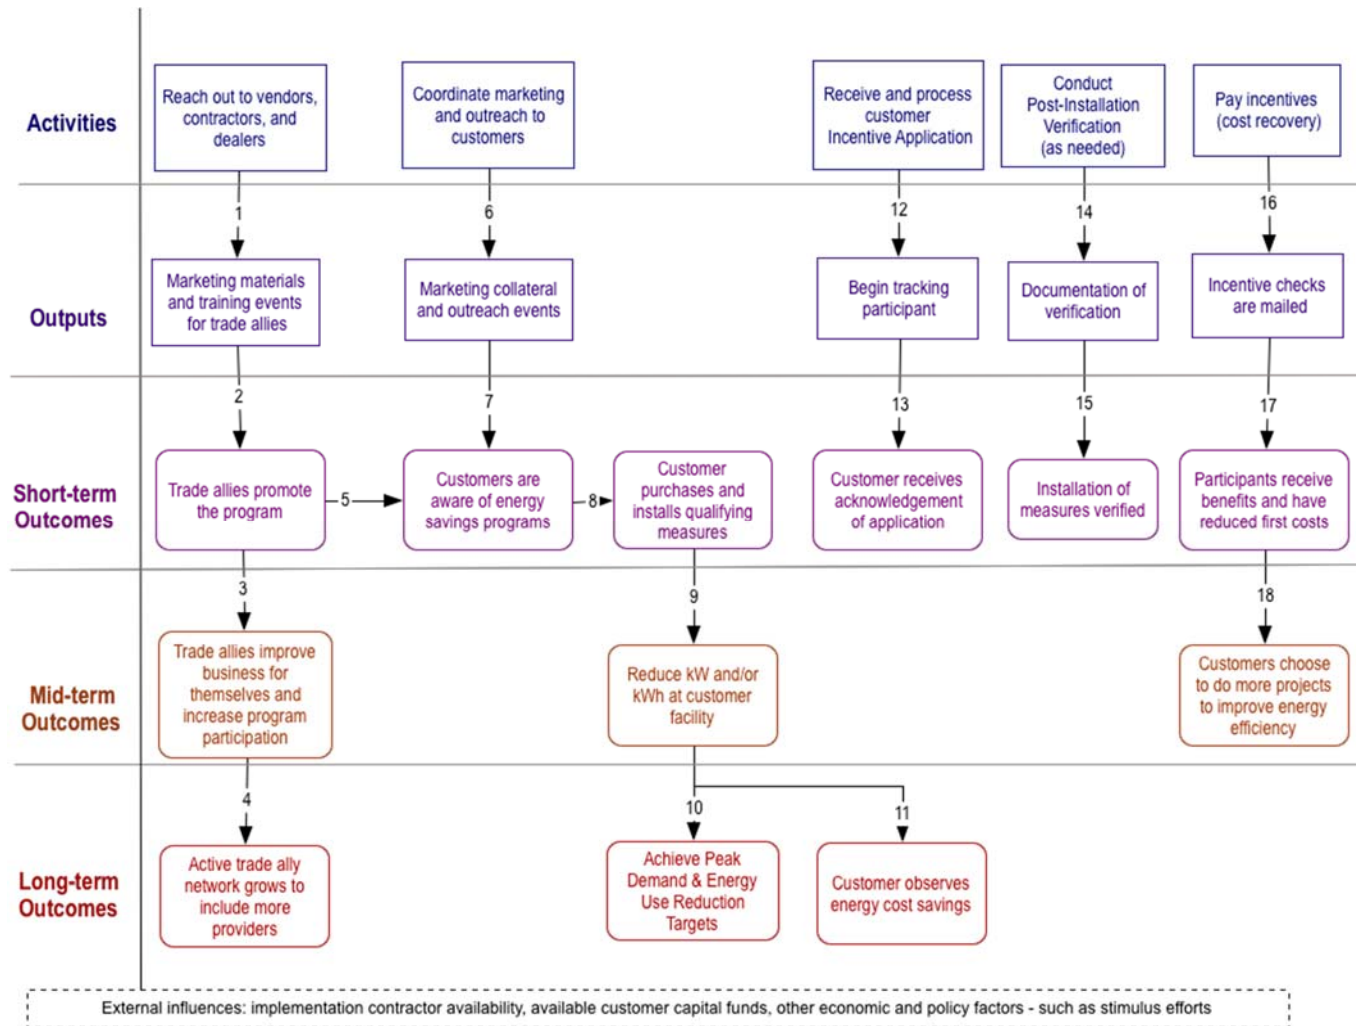 Activities
Reach out to vendors,
contractors, and
dealers
Coordinate marketing
and outreach to
customers
Receive and process
customer
Incentive Application
Conduct
Post-Installation
Verification
(as needed)
Pay incentives
(cost recovery)
1
6
12
14
16
Outputs
Marketing materials
and training events
for trade allies
Marketing collateral
and outreach events
Begin tracking
participant
Documentation of
verification
Incentive checks
are mailed
2
7
13
15
17
Short-term
Outcomes
Trade allies promote
the program
5
Customers are
aware of energy
savings programs
8
Customer
purchases and
installs qualifying
measures
Customer receives
acknowledgement
of application
Installation of
measures verified
Participants receive
benefits and have
reduced first costs
3
9
18
Mid-term
Outcomes
Trade allies improve
business for
themselves and
increase program
participation
Reduce kW and/or
kWh at customer
facility
Customers choose
to do more projects
to improve energy
efficiency
4
10
11
Long-term
Outcomes
Active trade ally
network grows to
include more
providers
Achieve Peak
Demand & Energy
Use Reduction
Targets
Customer observes
energy cost savings
External influences: implementation contractor availability, available customer capital funds, other economic and policy factors - such as stimulus efforts